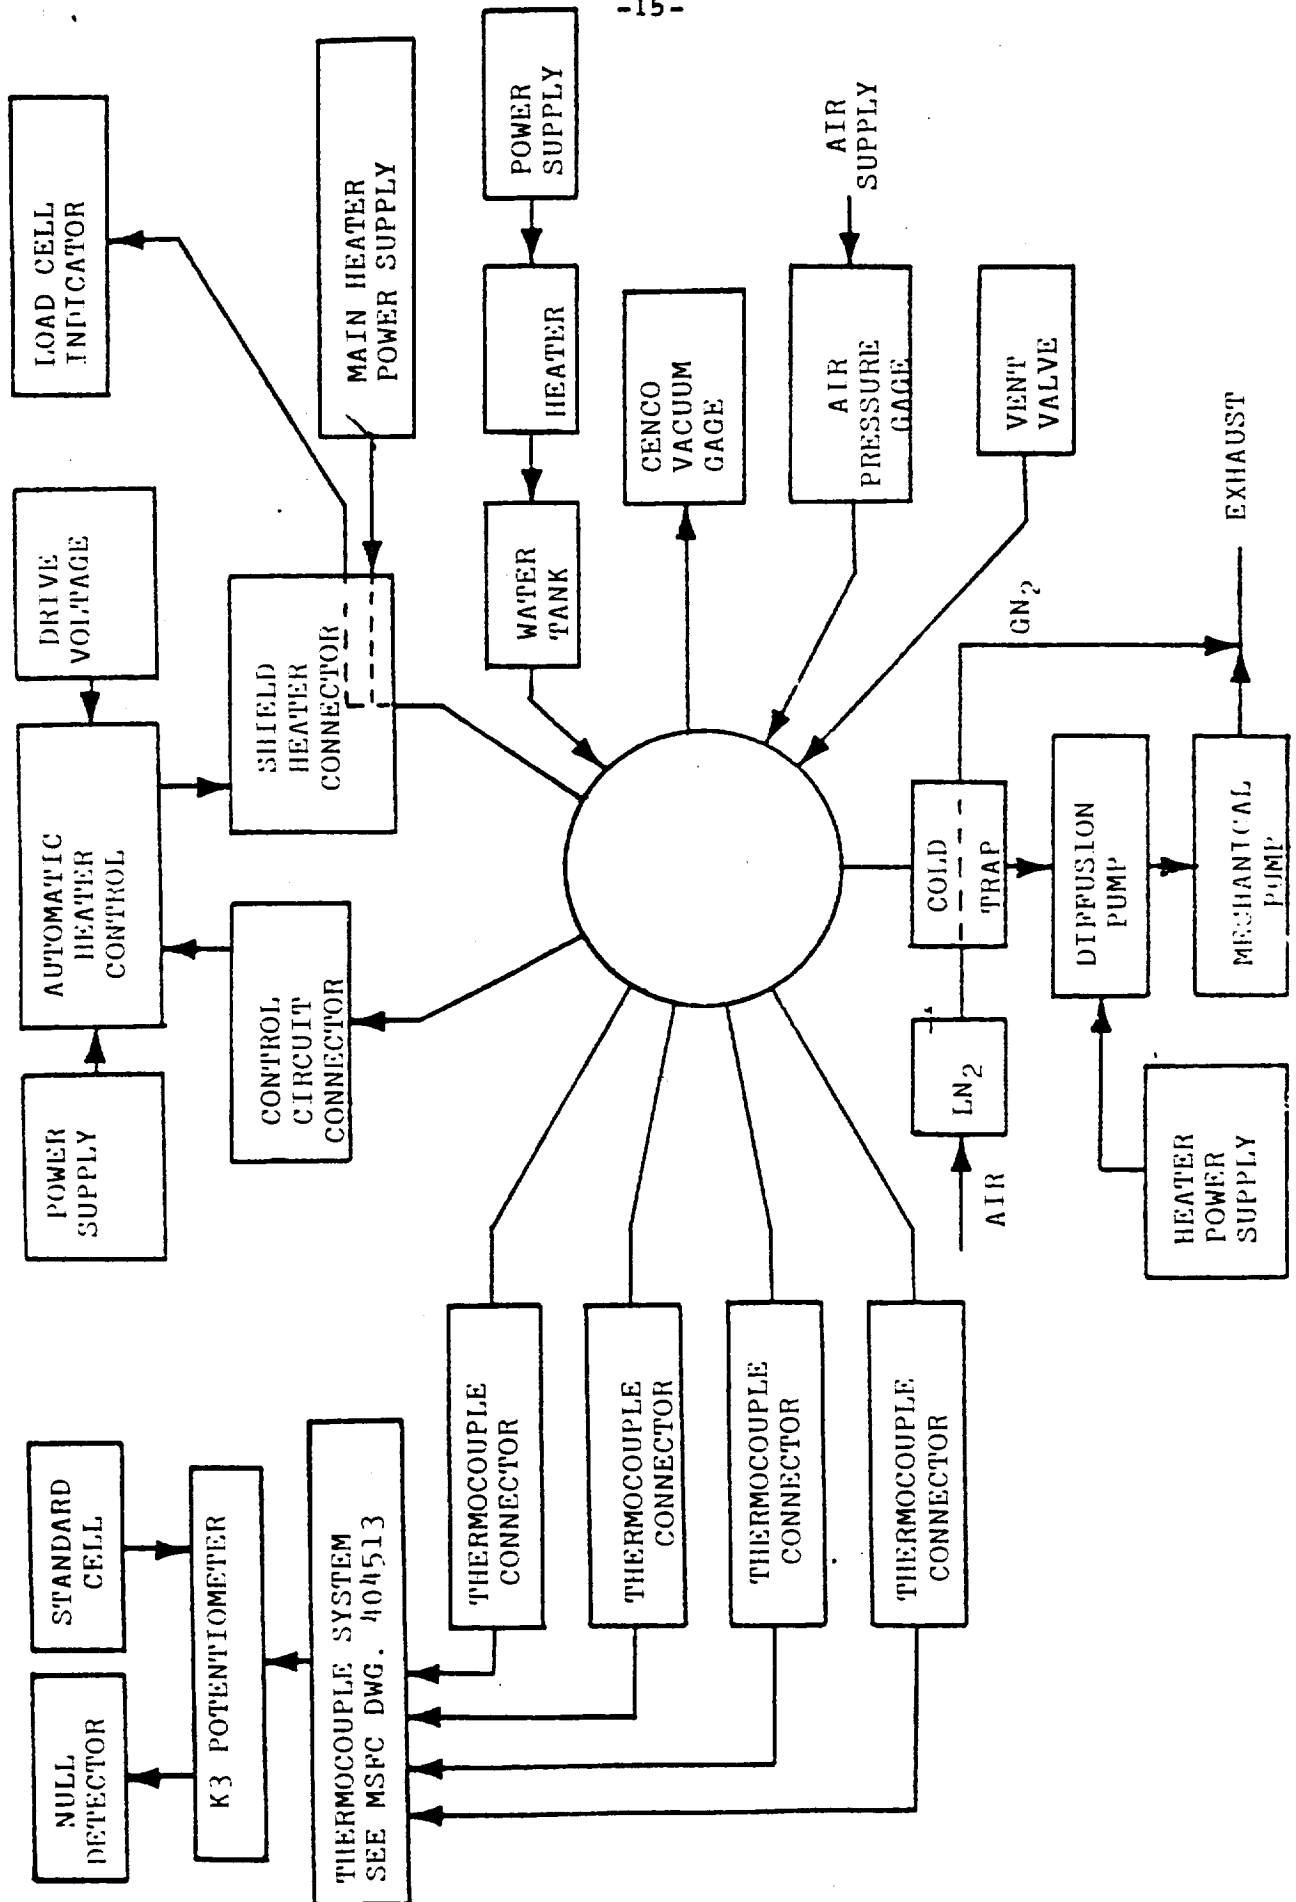 -15-
NULL
DETECTOR
STANDARD
CELL
K3 POTENTIOMETER
THERMOCOUPLE SYSTEM
SEE MSFC DWG. 404513
THERMOCOUPLE
CONNECTOR
THERMOCOUPLE
CONNECTOR
THERMOCOUPLE
CONNECTOR
THERMOCOUPLE
CONNECTOR
POWER
SUPPLY
AUTOMATIC
HEATER
CONTROL
DRIVE
VOLTAGE
LOAD CELL
INDICATOR
CONTROL
CIRCUIT
CONNECTOR
SHIELD
HEATER
CONNECTOR
MAIN HEATER
POWER SUPPLY
WATER
TANK
HEATER
POWER
SUPPLY
CENCO
VACUUM
GAGE
AIR
PRESSURE
GAGE
AIR
SUPPLY
VENT
VALVE
AIR
LN2
COLD
TRAP
GN2
EXHAUST
HEATER
POWER
SUPPLY
DIFFUSION
PUMP
MECHANICAL
PUMP